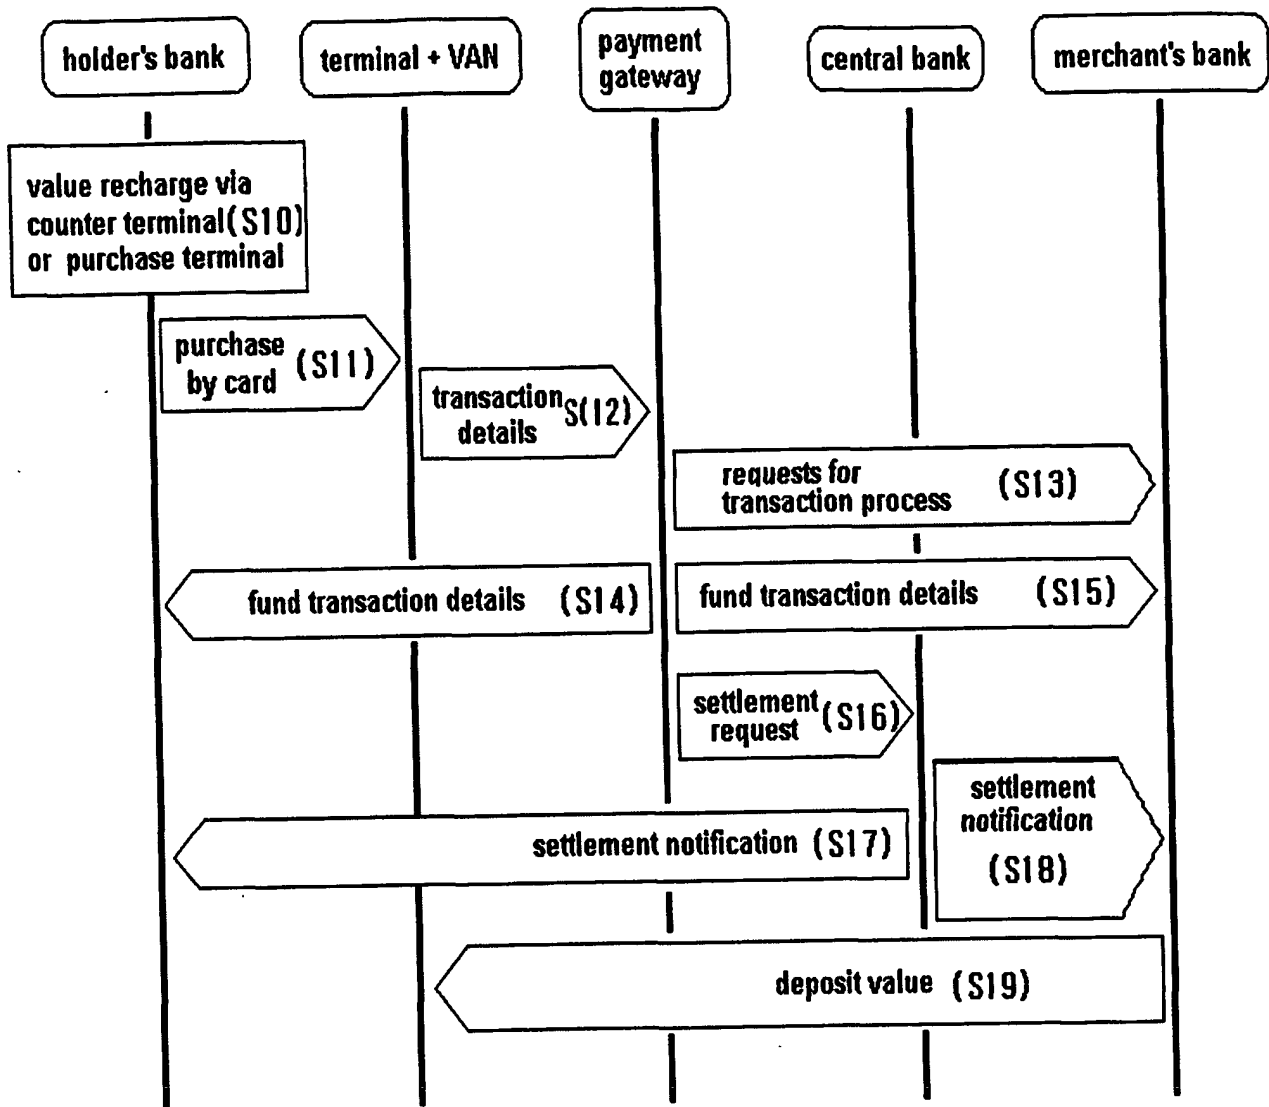 holder's bank
terminal + VAN
payment
gateway
central bank
merchant's bank
value recharge via
counter terminal(S10)
or purchase terminal
purchase
by card (S11)
transaction
details S(12)
requests for
transaction process (S13)
fund transaction details (S14)
fund transaction details (S15)
settlement
request (S16)
settlement
notification
(S18)
settlement notification (S17)
deposit value (S19)